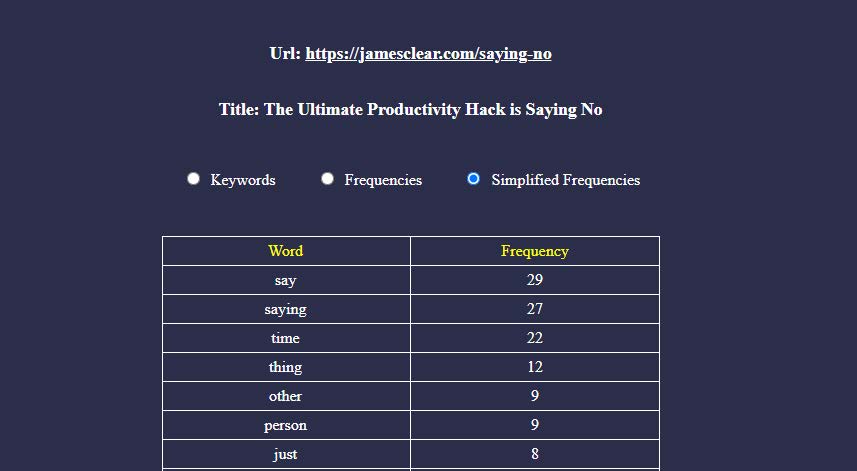 Url: https://jamesclear.com/saying-no
Title: The Ultimate Productivity Hack is Saying No
Keywords Frequencies Simplified Frequencies
Word Frequency
say 29
saying 27
time 22
thing 12
other 9
person 9
just 8